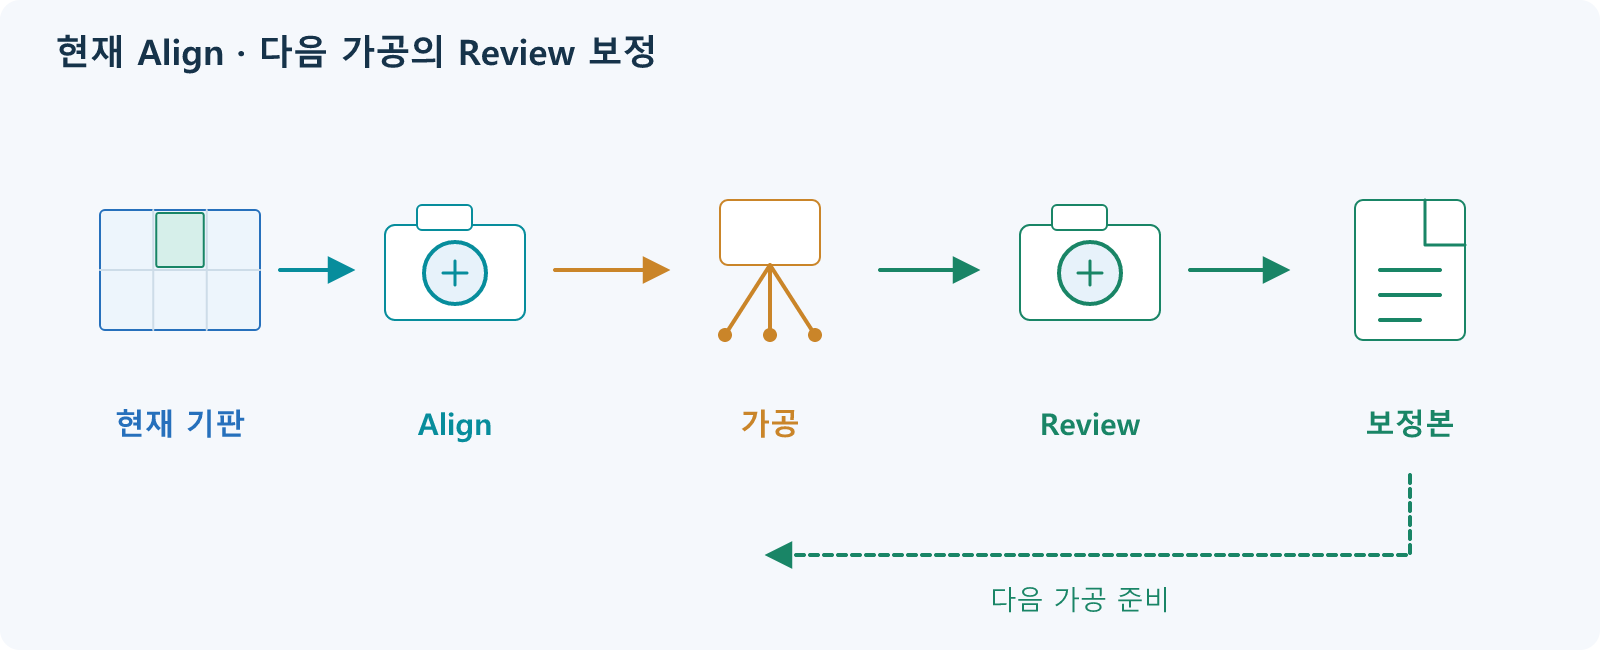 현재 Align · 다음 가공의 Review 보정
현재 기판
Align
가공
Review
보정본
다음 가공 준비